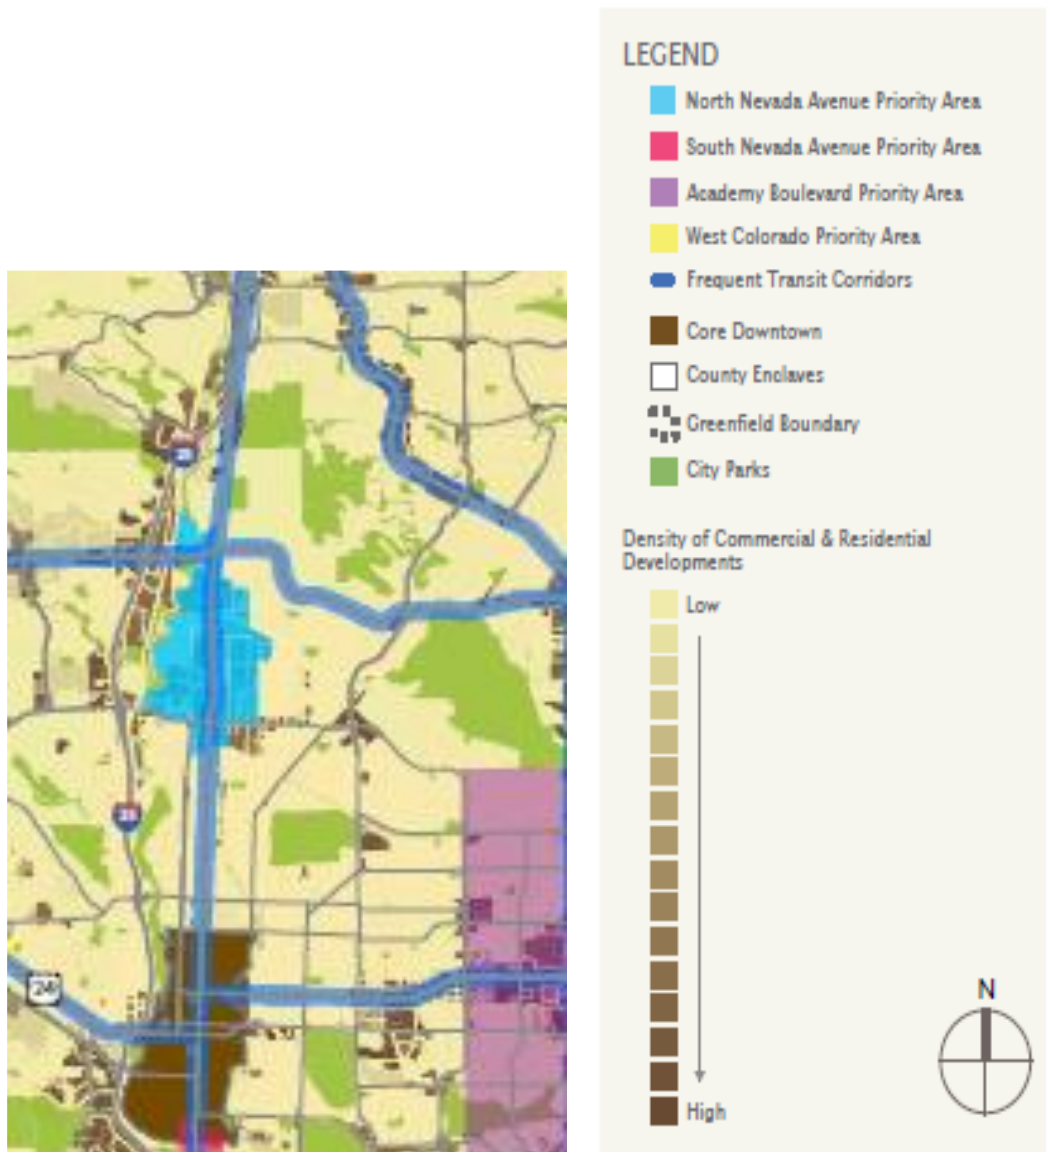 LEGEND
North Nevada Avenue Priority Area
South Nevada Avenue Priority Area
Academy Boulevard Priority Area
West Colorado Priority Area
Frequent Transit Corridors
Core Downtown
County Enclaves
Greenfield Boundary
City Parks
Density of Commercial & Residential
Developments
Low
High
N
25
25
24